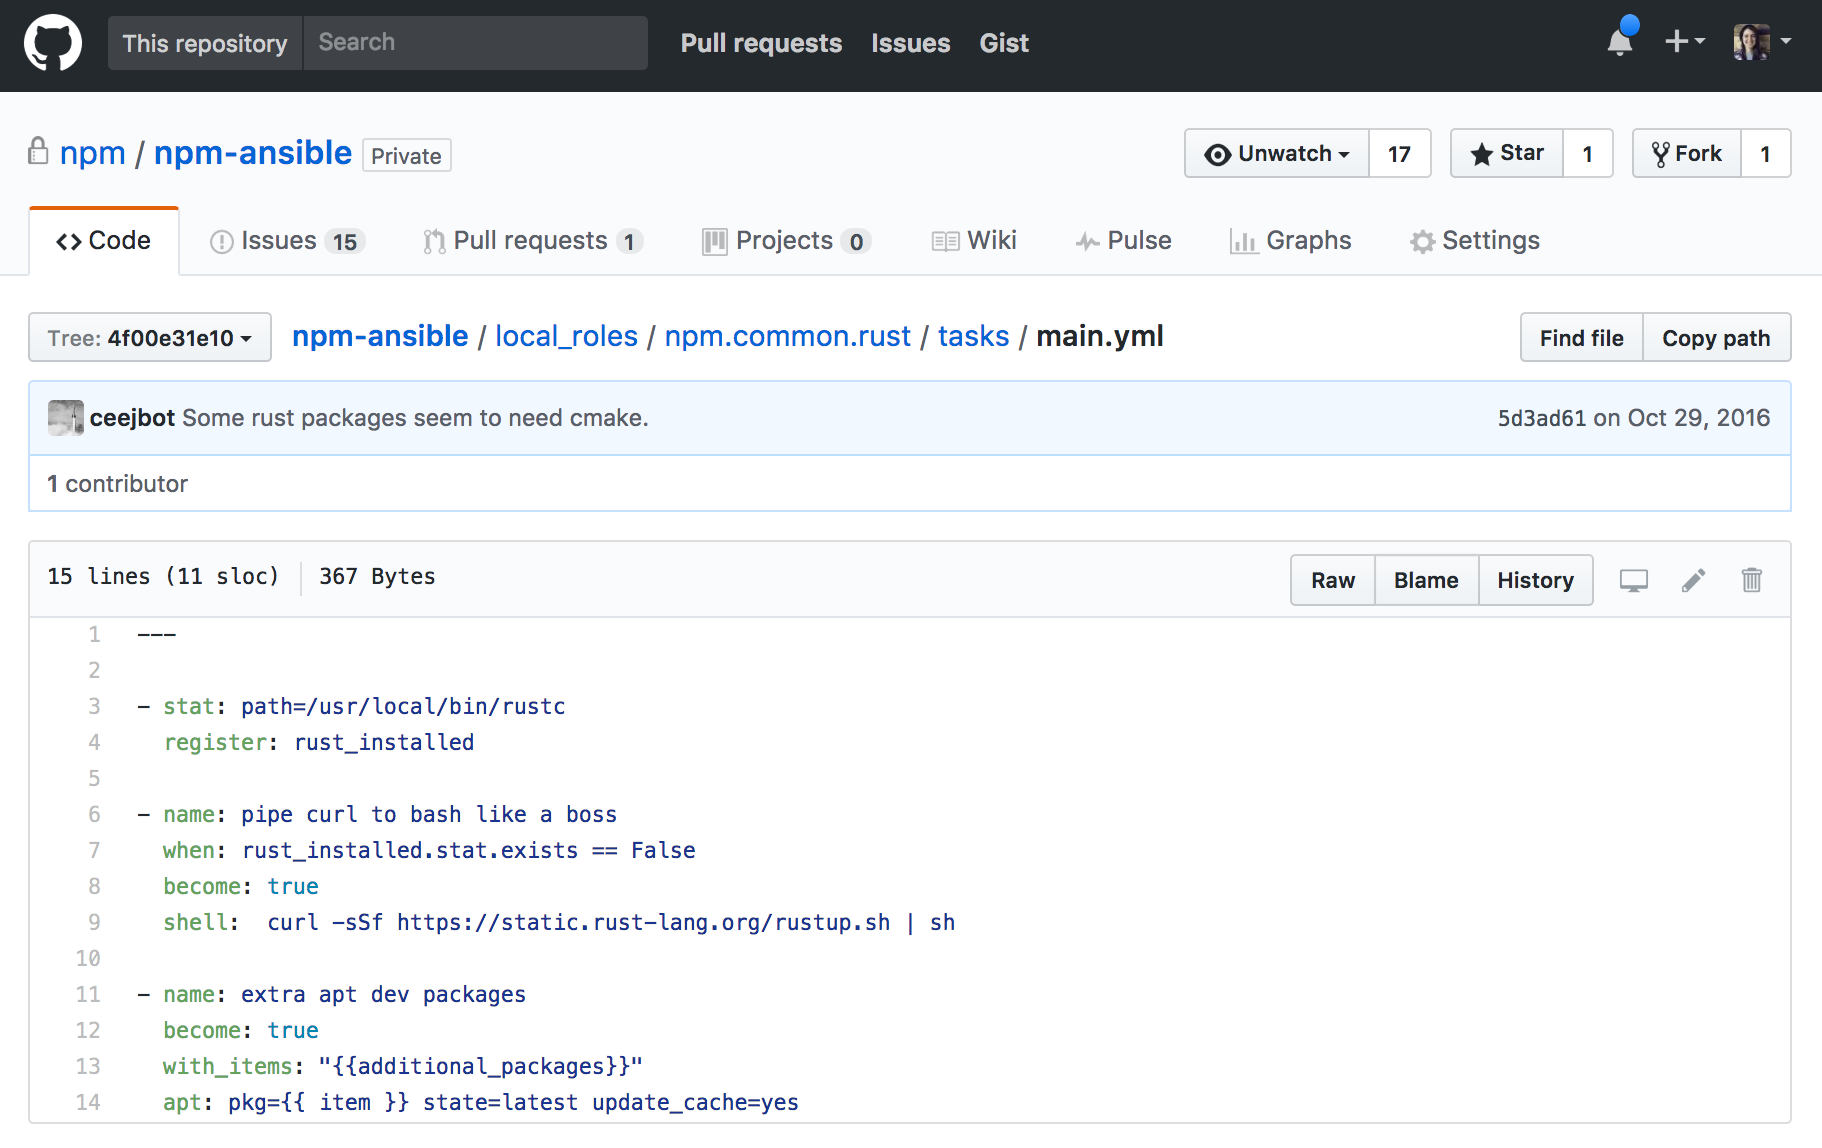 This repository Search Pull requests Issues Gist
npm / npm-ansible Private Unwatch 17 Star 1 Fork 1
Code Issues 15 Pull requests 1 Projects 0 Wiki Pulse Graphs Settings
Tree: 4f00e31e10 npm-ansible / local_roles / npm.common.rust / tasks / main.yml Find file Copy path
ceejbot Some rust packages seem to need cmake. 5d3ad61 on Oct 29, 2016
1 contributor
15 lines (11 sloc) 367 Bytes Raw Blame History
1 ---
2
3 - stat: path=/usr/local/bin/rustc
4 register: rust_installed
5
6 - name: pipe curl to bash like a boss
7 when: rust_installed.stat.exists == False
8 become: true
9 shell:  curl -sSf https://static.rust-lang.org/rustup.sh | sh
10
11 - name: extra apt dev packages
12 become: true
13 with_items: "{{additional_packages}}"
14 apt: pkg={{ item }} state=latest update_cache=yes